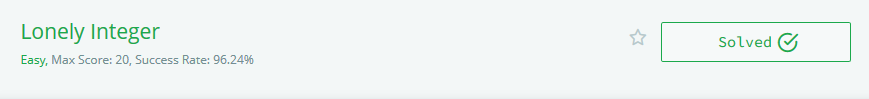 Lonely Integer
Solved
Easy, Max Score: 20, Success Rate: 96.24%